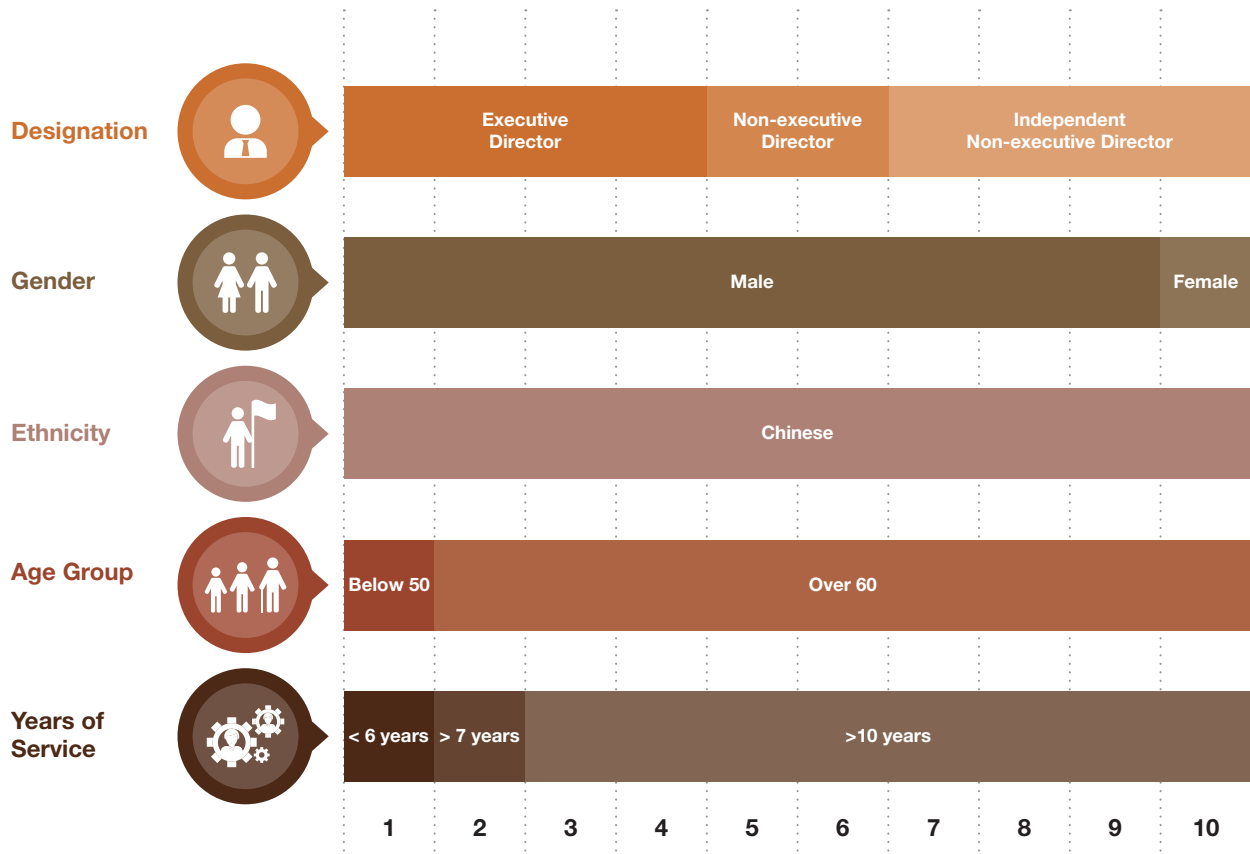 Designation
Executive
Director
Non-executive
Director
Independent
Non-executive Director
Gender
Male
Female
Ethnicity
Chinese
Age Group
Below 50
Over 60
Years of
Service
< 6 years
> 7 years
>10 years
1 2 3 4 5 6 7 8 9 10